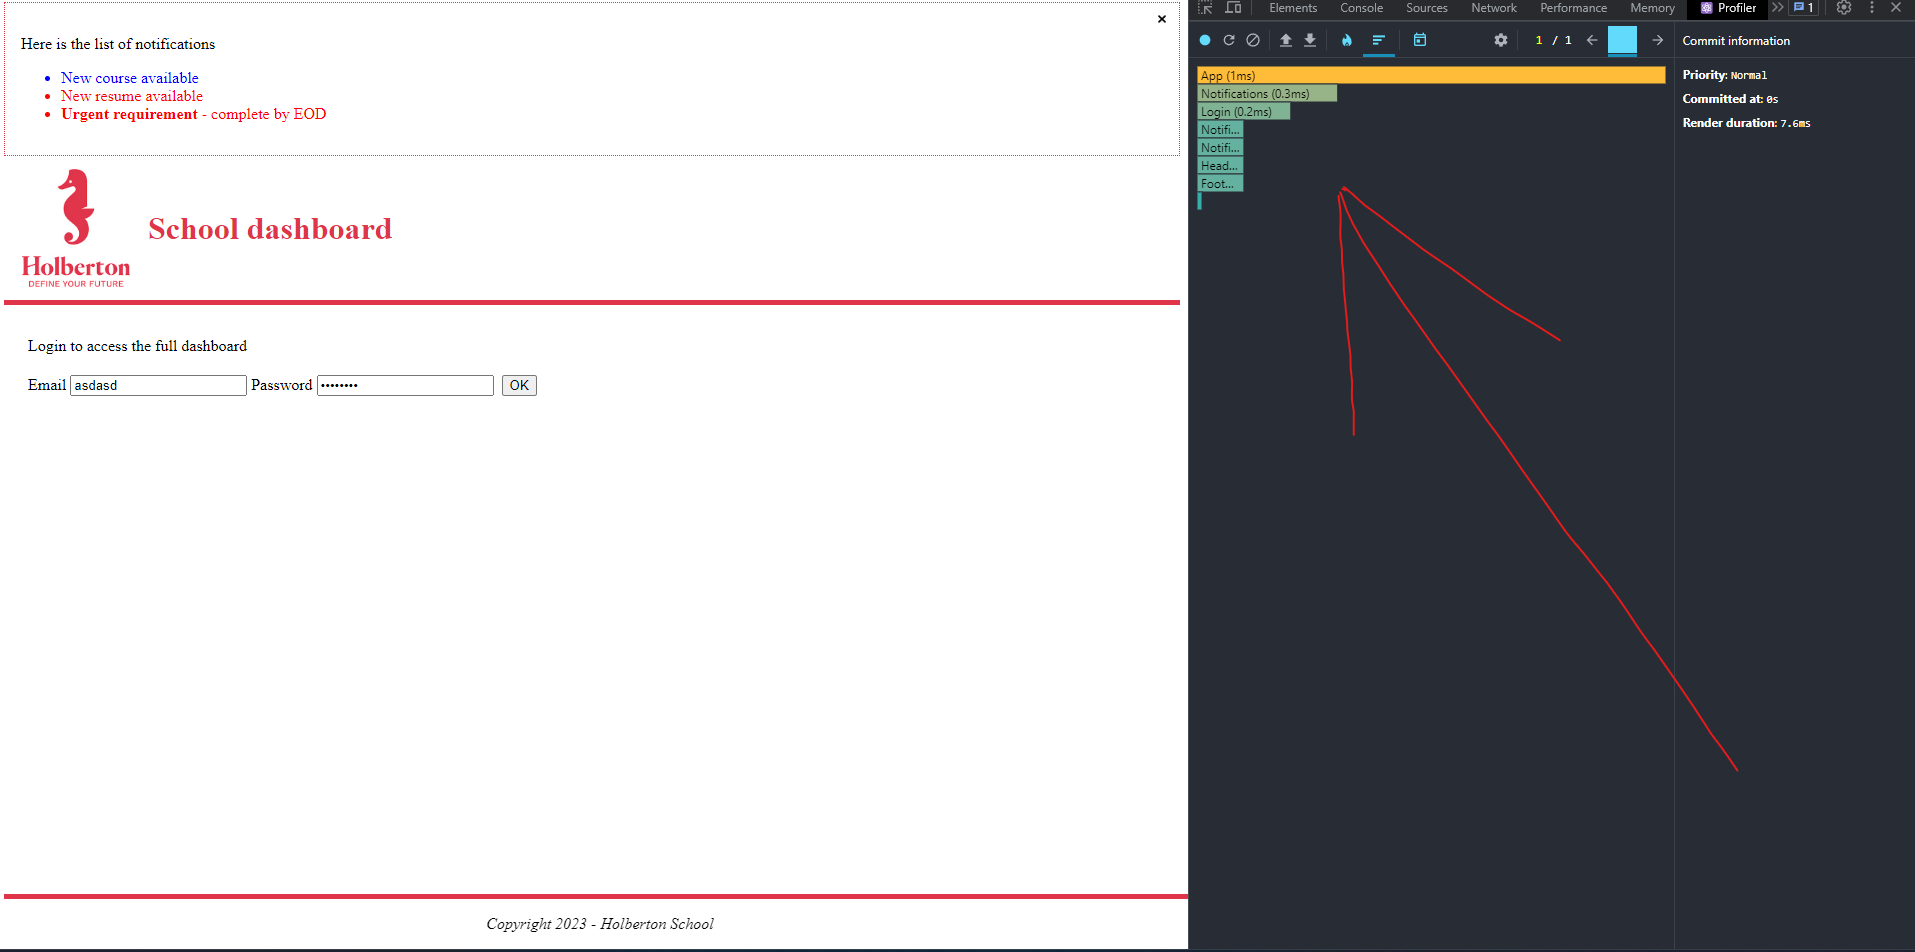 ×
Here is the list of notifications
New course available
New resume available
Urgent requirement - complete by EOD
Holberton
DEFINE YOUR FUTURE
School dashboard
Login to access the full dashboard
Email asdasd Password •••••••• OK
Copyright 2023 - Holberton School
Elements Console Sources Network Performance Memory Profiler 1
1 / 1
Commit information
App (1ms)
Notifications (0.3ms)
Login (0.2ms)
Notifi...
Notifi...
Head...
Foot...
Priority: Normal
Committed at: 0s
Render duration: 7.6ms